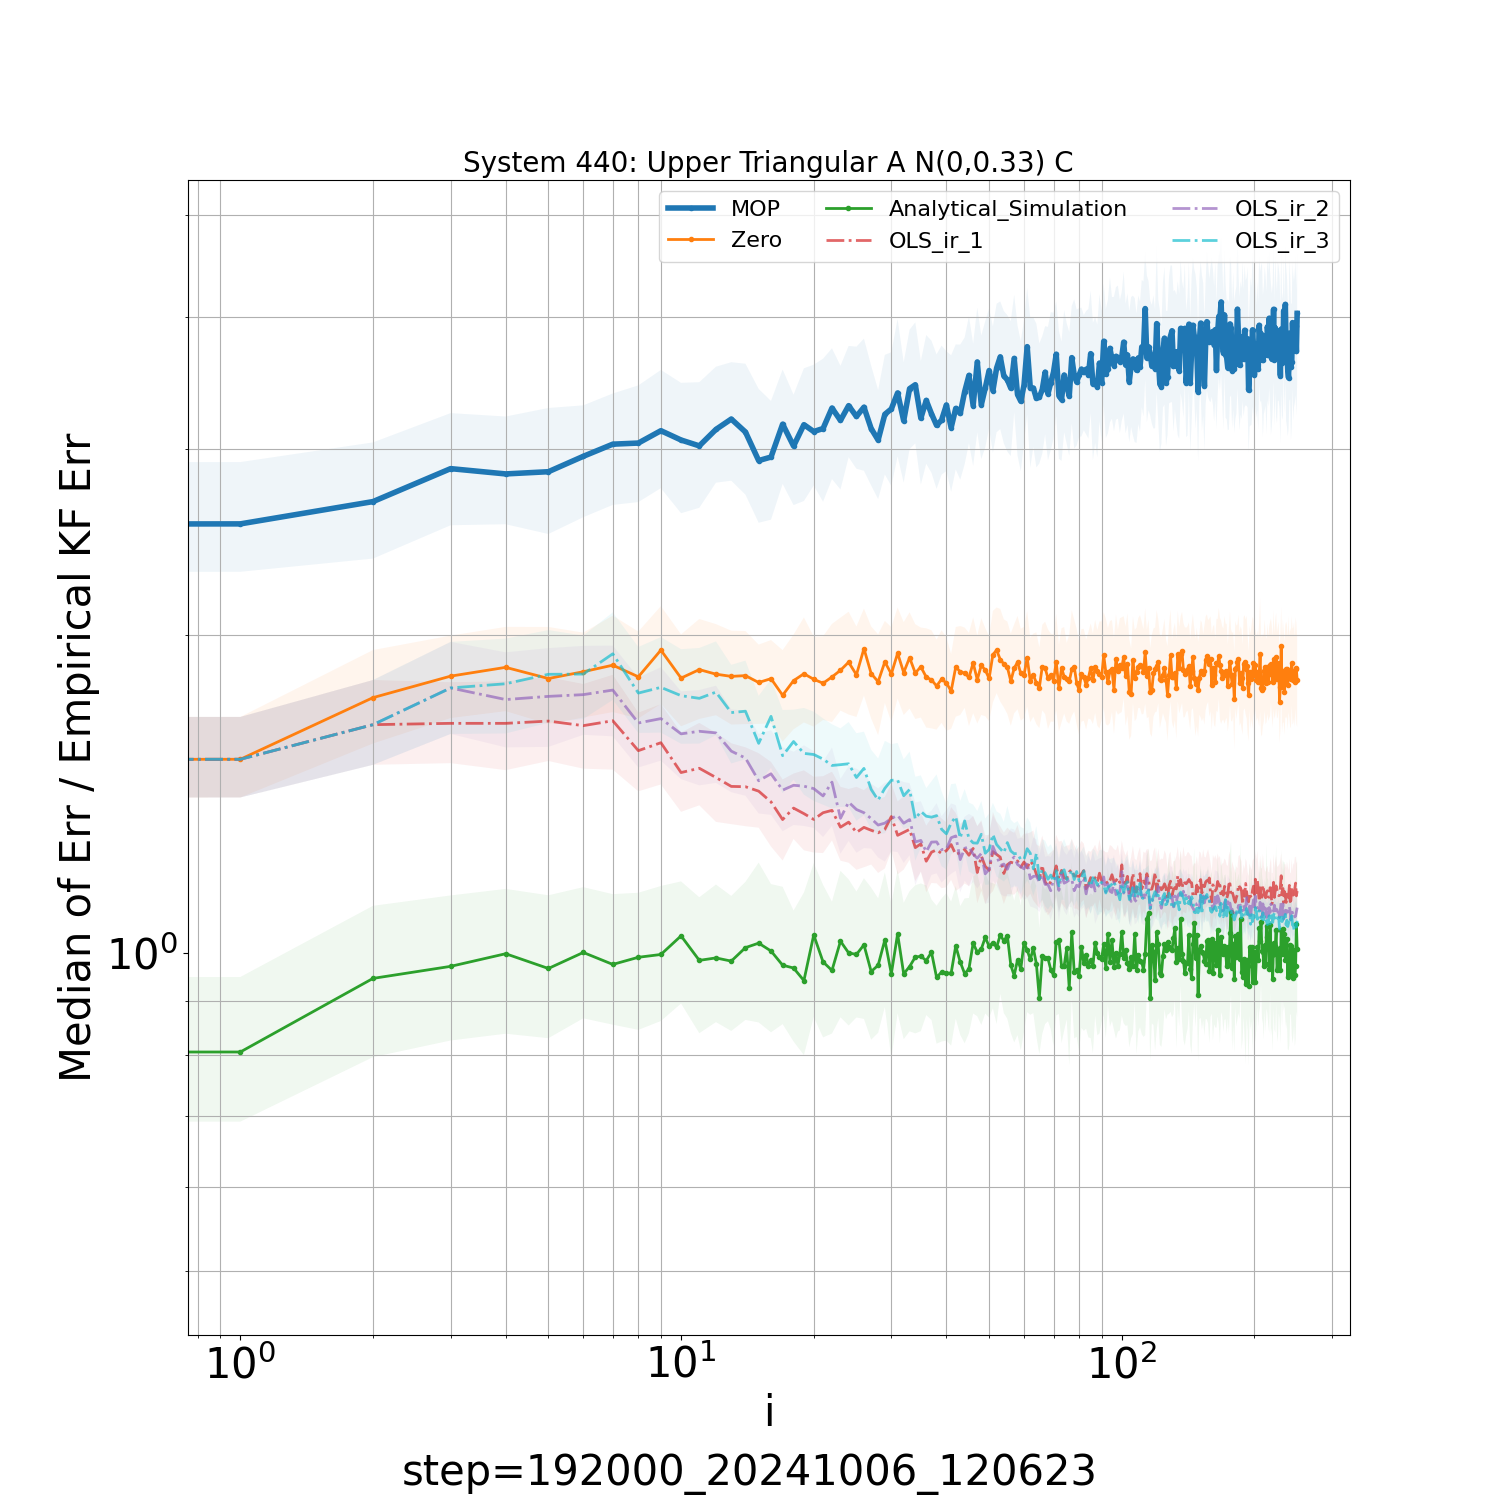 System 440: Upper Triangular A N(0,0.33) C
MOP
Zero
Analytical_Simulation
OLS_ir_1
OLS_ir_2
OLS_ir_3
Median of Err / Empirical KF Err
10⁰
10⁰
10¹
10²
i
step=192000_20241006_120623